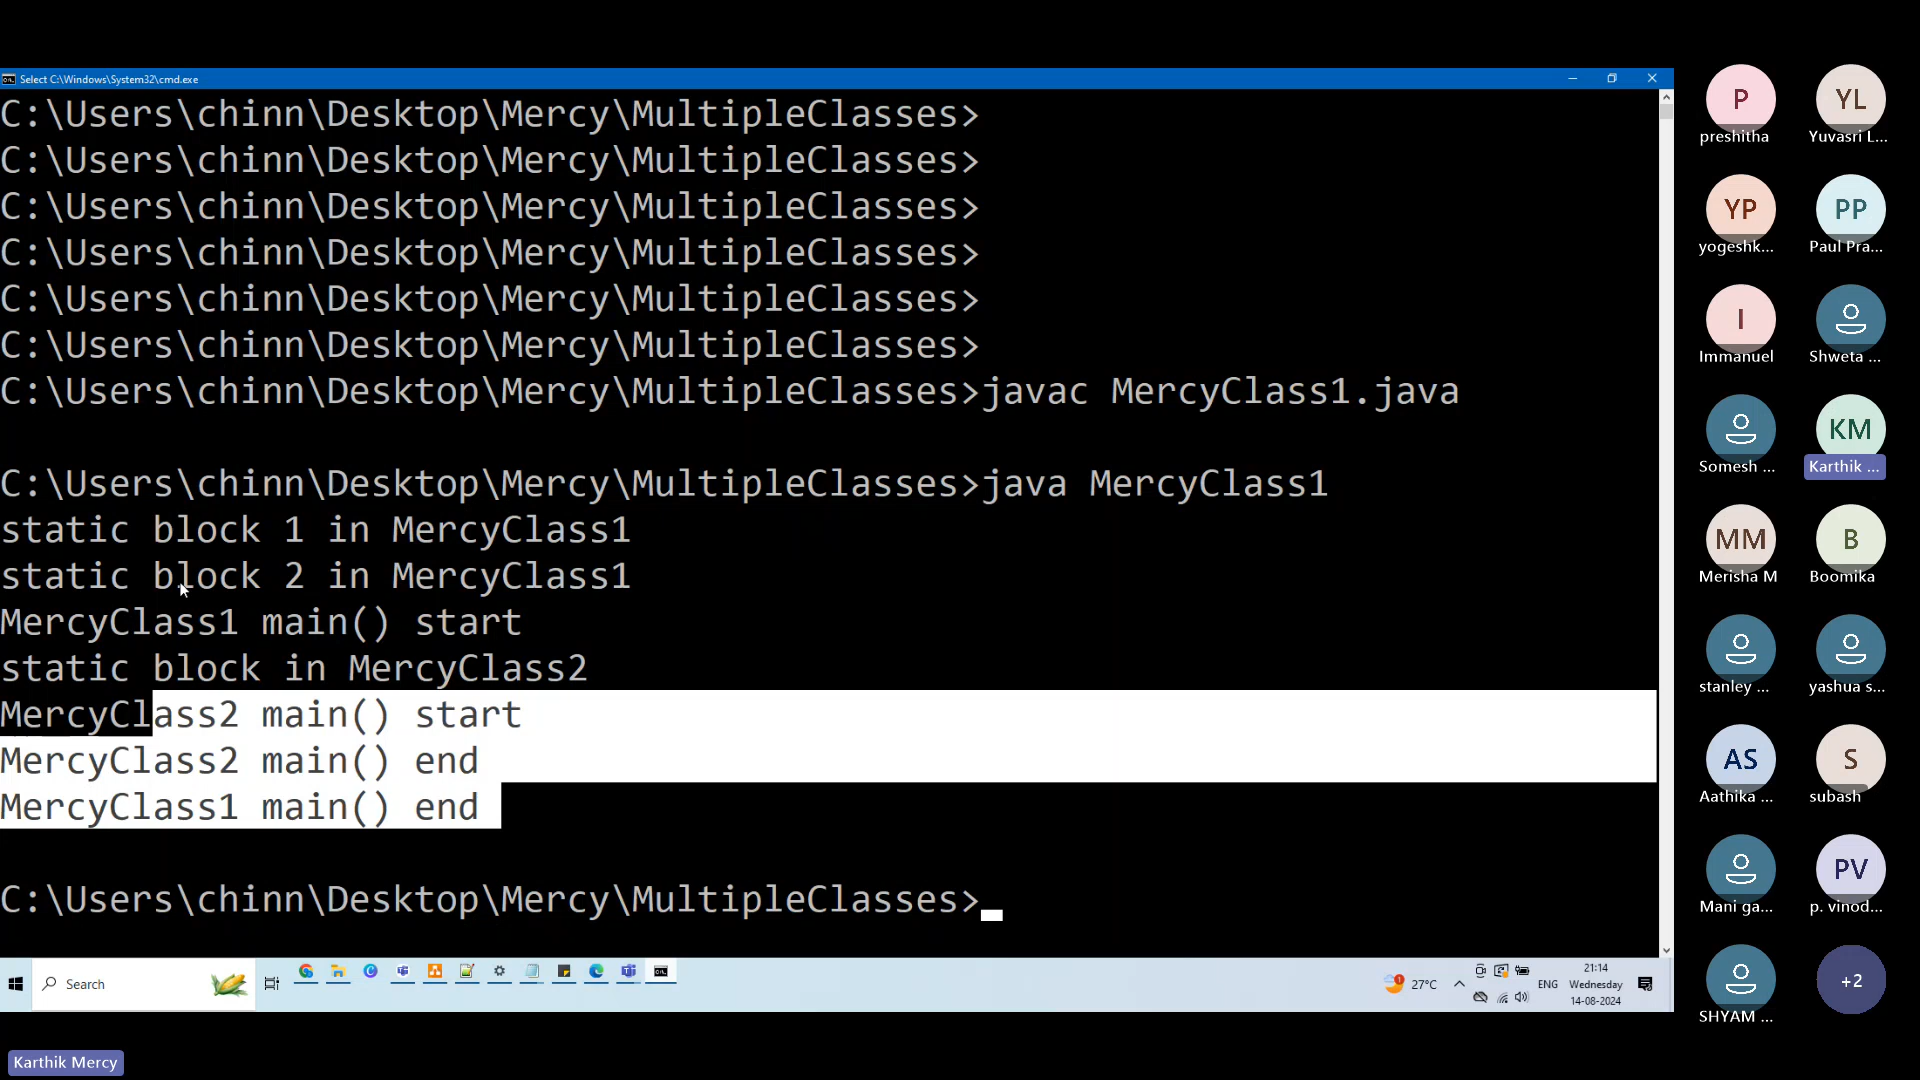 Select C:\Windows\System32\cmd.exe
C:\Users\chinn\Desktop\Mercy\MultipleClasses>
C:\Users\chinn\Desktop\Mercy\MultipleClasses>
C:\Users\chinn\Desktop\Mercy\MultipleClasses>
C:\Users\chinn\Desktop\Mercy\MultipleClasses>
C:\Users\chinn\Desktop\Mercy\MultipleClasses>
C:\Users\chinn\Desktop\Mercy\MultipleClasses>
C:\Users\chinn\Desktop\Mercy\MultipleClasses>javac MercyClass1.java
C:\Users\chinn\Desktop\Mercy\MultipleClasses>java MercyClass1
static block 1 in MercyClass1
static block 2 in MercyClass1
MercyClass1 main() start
static block in MercyClass2
MercyClass2 main() start
MercyClass2 main() end
MercyClass1 main() end
C:\Users\chinn\Desktop\Mercy\MultipleClasses>
Search
27°C
ENG
21:14
Wednesday
14-08-2024
Karthik Mercy
P
preshitha
YL
Yuvasri L...
YP
yogeshk...
PP
Paul Pra...
I
Immanuel
Shweta ...
Somesh ...
KM
Karthik ...
MM
Merisha M
B
Boomika
stanley ...
yashua s...
AS
Aathika ...
S
subash
Mani ga...
PV
p. vinod...
SHYAM ...
+2